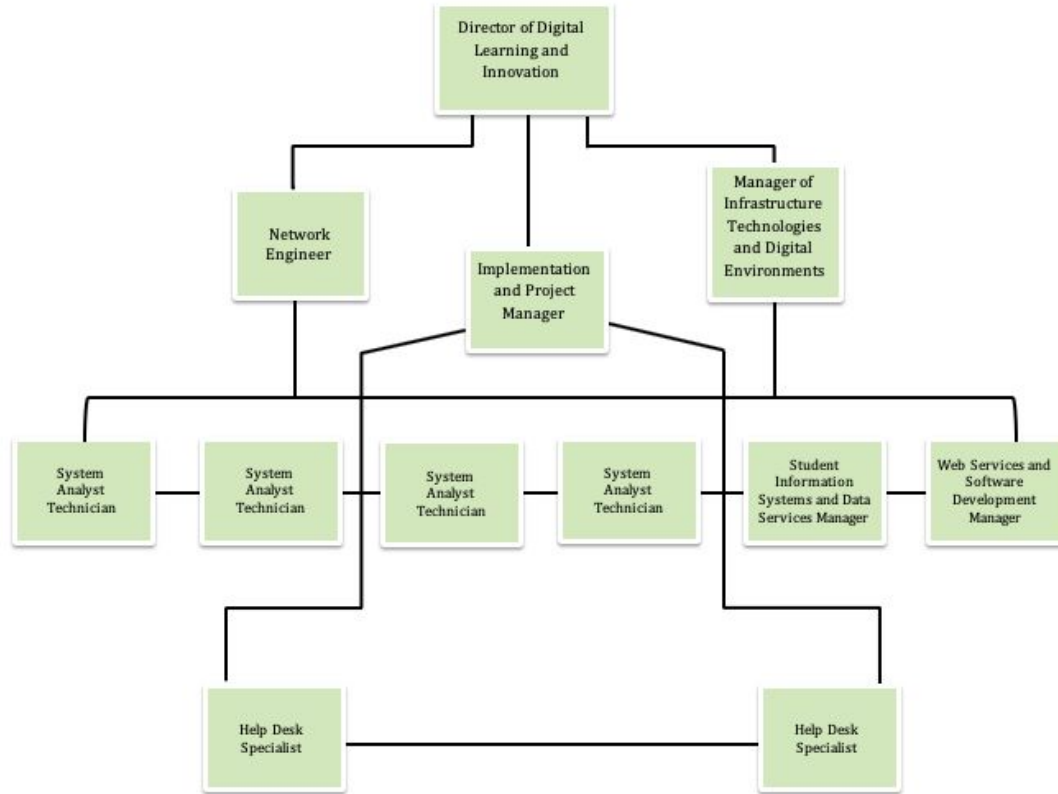 Director of Digital
Learning and
Innovation
Network
Engineer
Implementation
and Project
Manager
Manager of
Infrastructure
Technologies
and Digital
Environments
System
Analyst
Technician
System
Analyst
Technician
System
Analyst
Technician
System
Analyst
Technician
Student
Information
Systems and Data
Services Manager
Web Services and
Software
Development
Manager
Help Desk
Specialist
Help Desk
Specialist